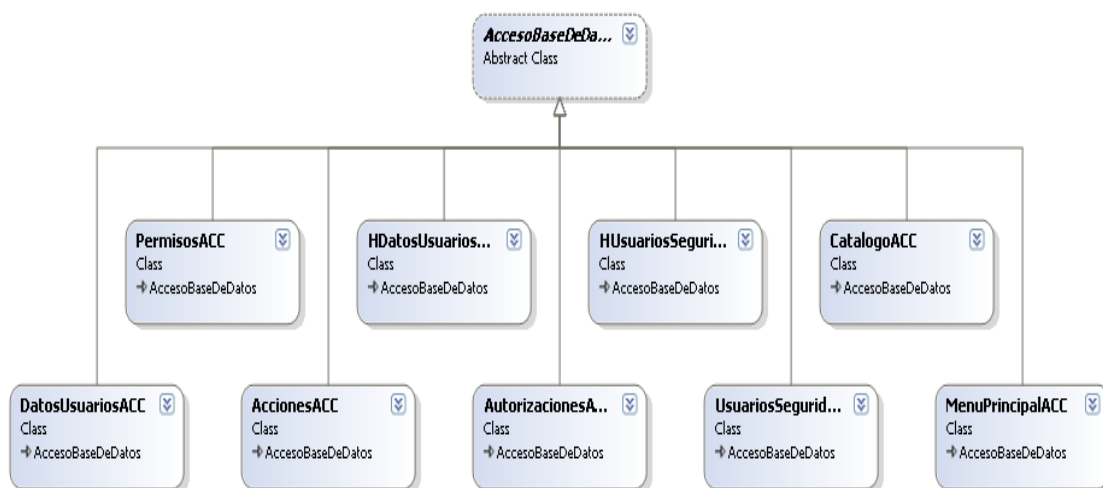 AccesoBaseDeDa...
Abstract Class
PermisosACC
Class
AccesoBaseDeDatos
HDatosUsuarios...
Class
AccesoBaseDeDatos
HUsuariosSeguri...
Class
AccesoBaseDeDatos
CatalogoACC
Class
AccesoBaseDeDatos
DatosUsuariosACC
Class
AccesoBaseDeDatos
AccionesACC
Class
AccesoBaseDeDatos
AutorizacionesA...
Class
AccesoBaseDeDatos
UsuariosSegurid...
Class
AccesoBaseDeDatos
MenuPrincipalACC
Class
AccesoBaseDeDatos